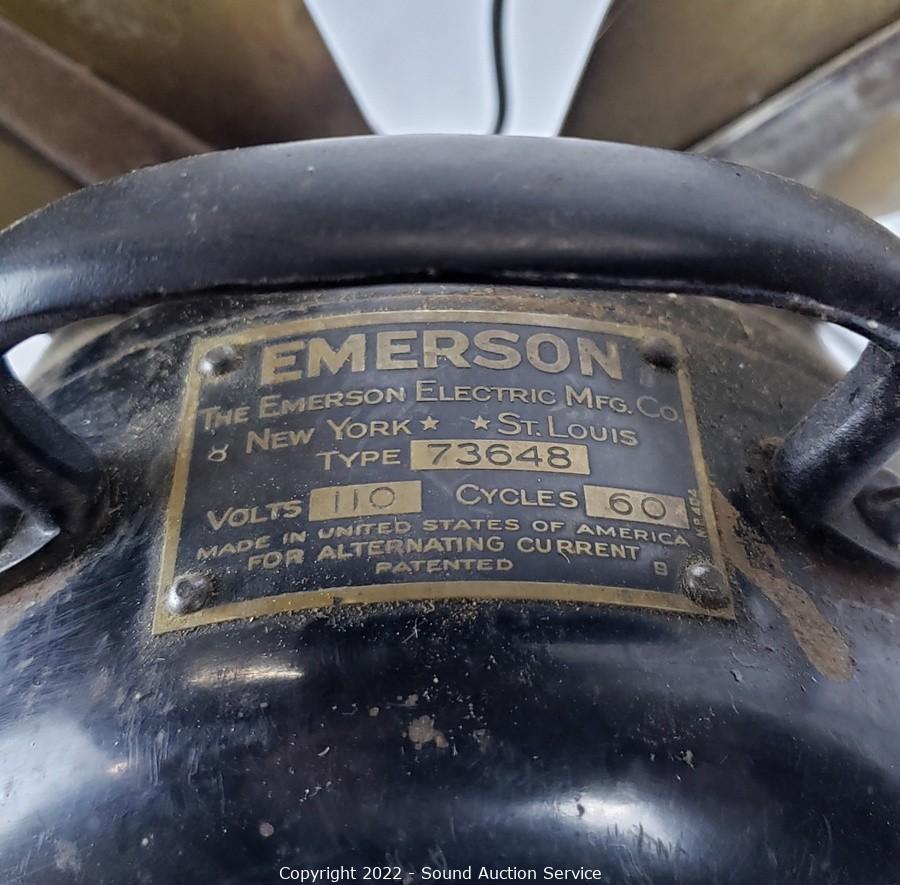 EMERSON
THE EMERSON ELECTRIC MFG. CO.
8 NEW YORK ★ ★ ST. LOUIS
TYPE 73648
VOLTS 110 CYCLES 60
MADE IN UNITED STATES OF AMERICA
FOR ALTERNATING CURRENT
PATENTED
Copyright 2022 - Sound Auction Service